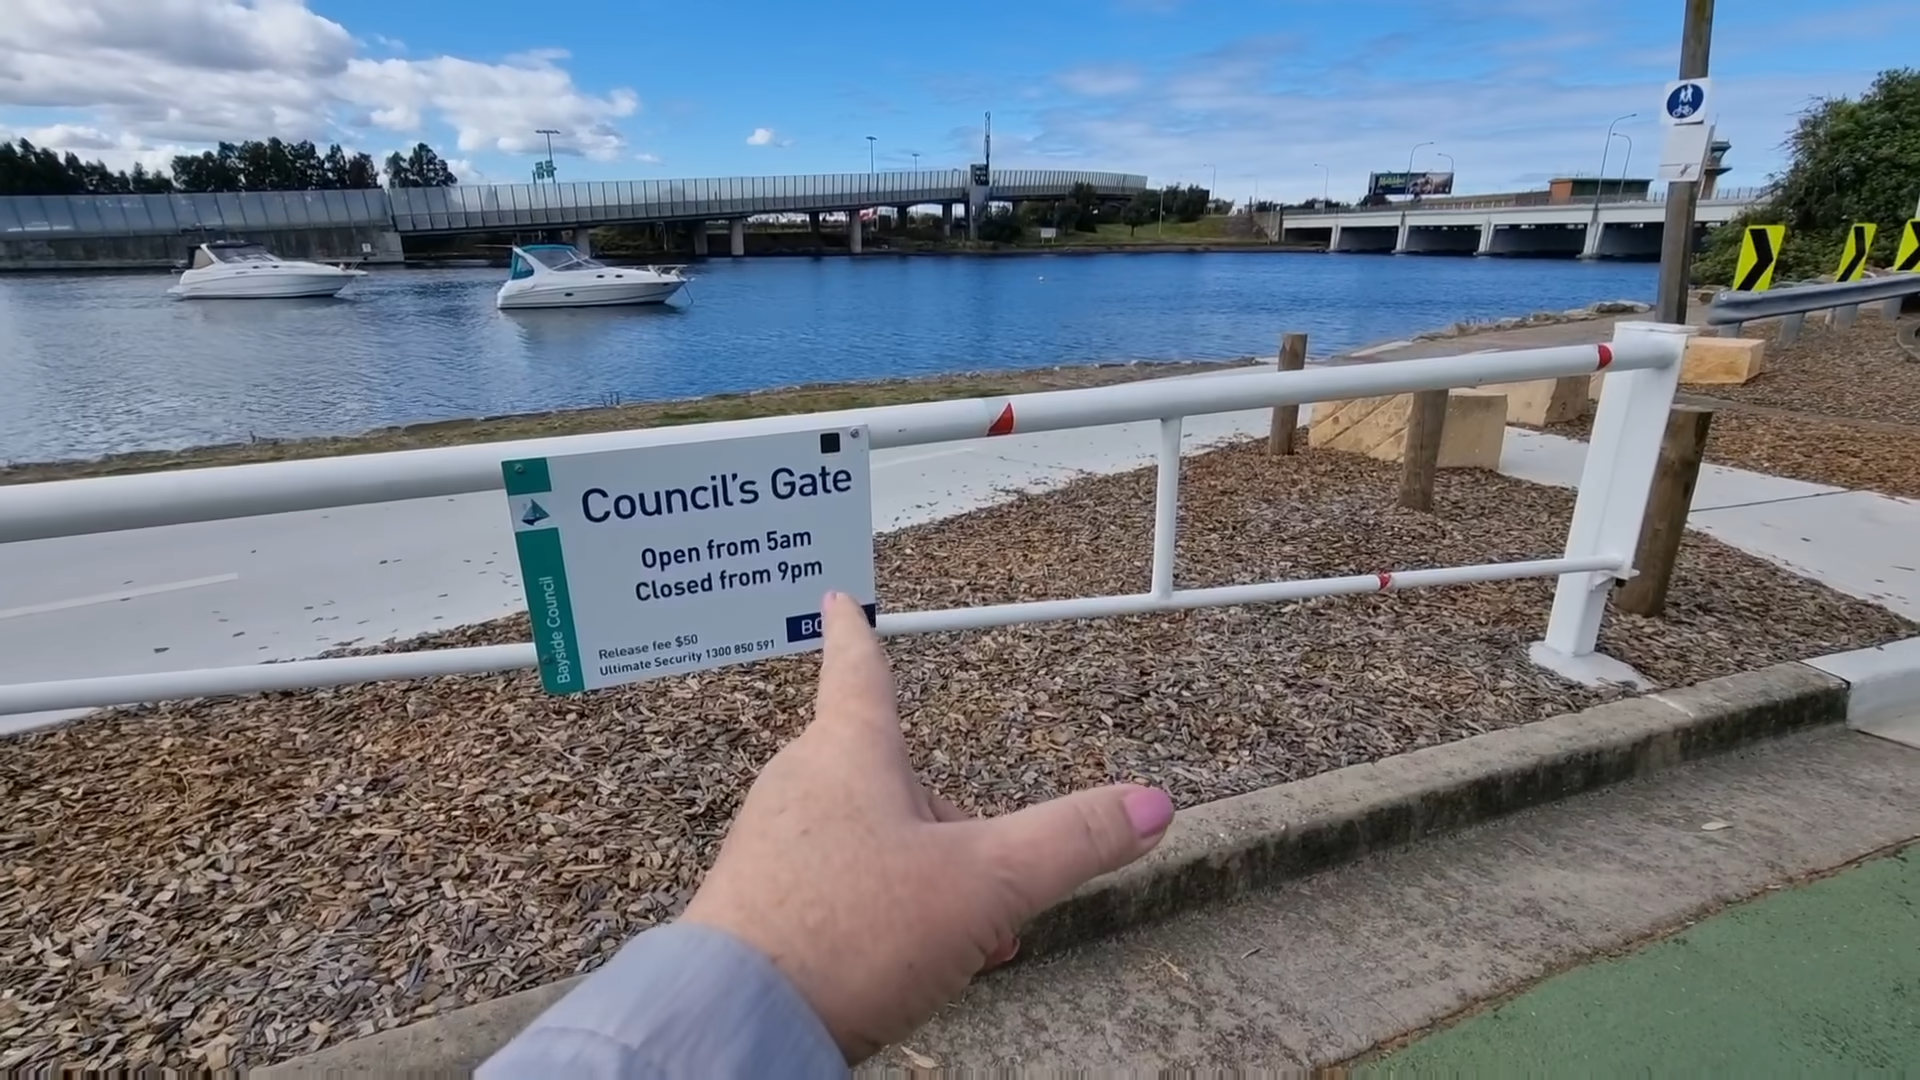 Council's Gate
Open from 5am
Closed from 9pm
Release fee $50
Ultimate Security 1300 850 591
Bayside Council